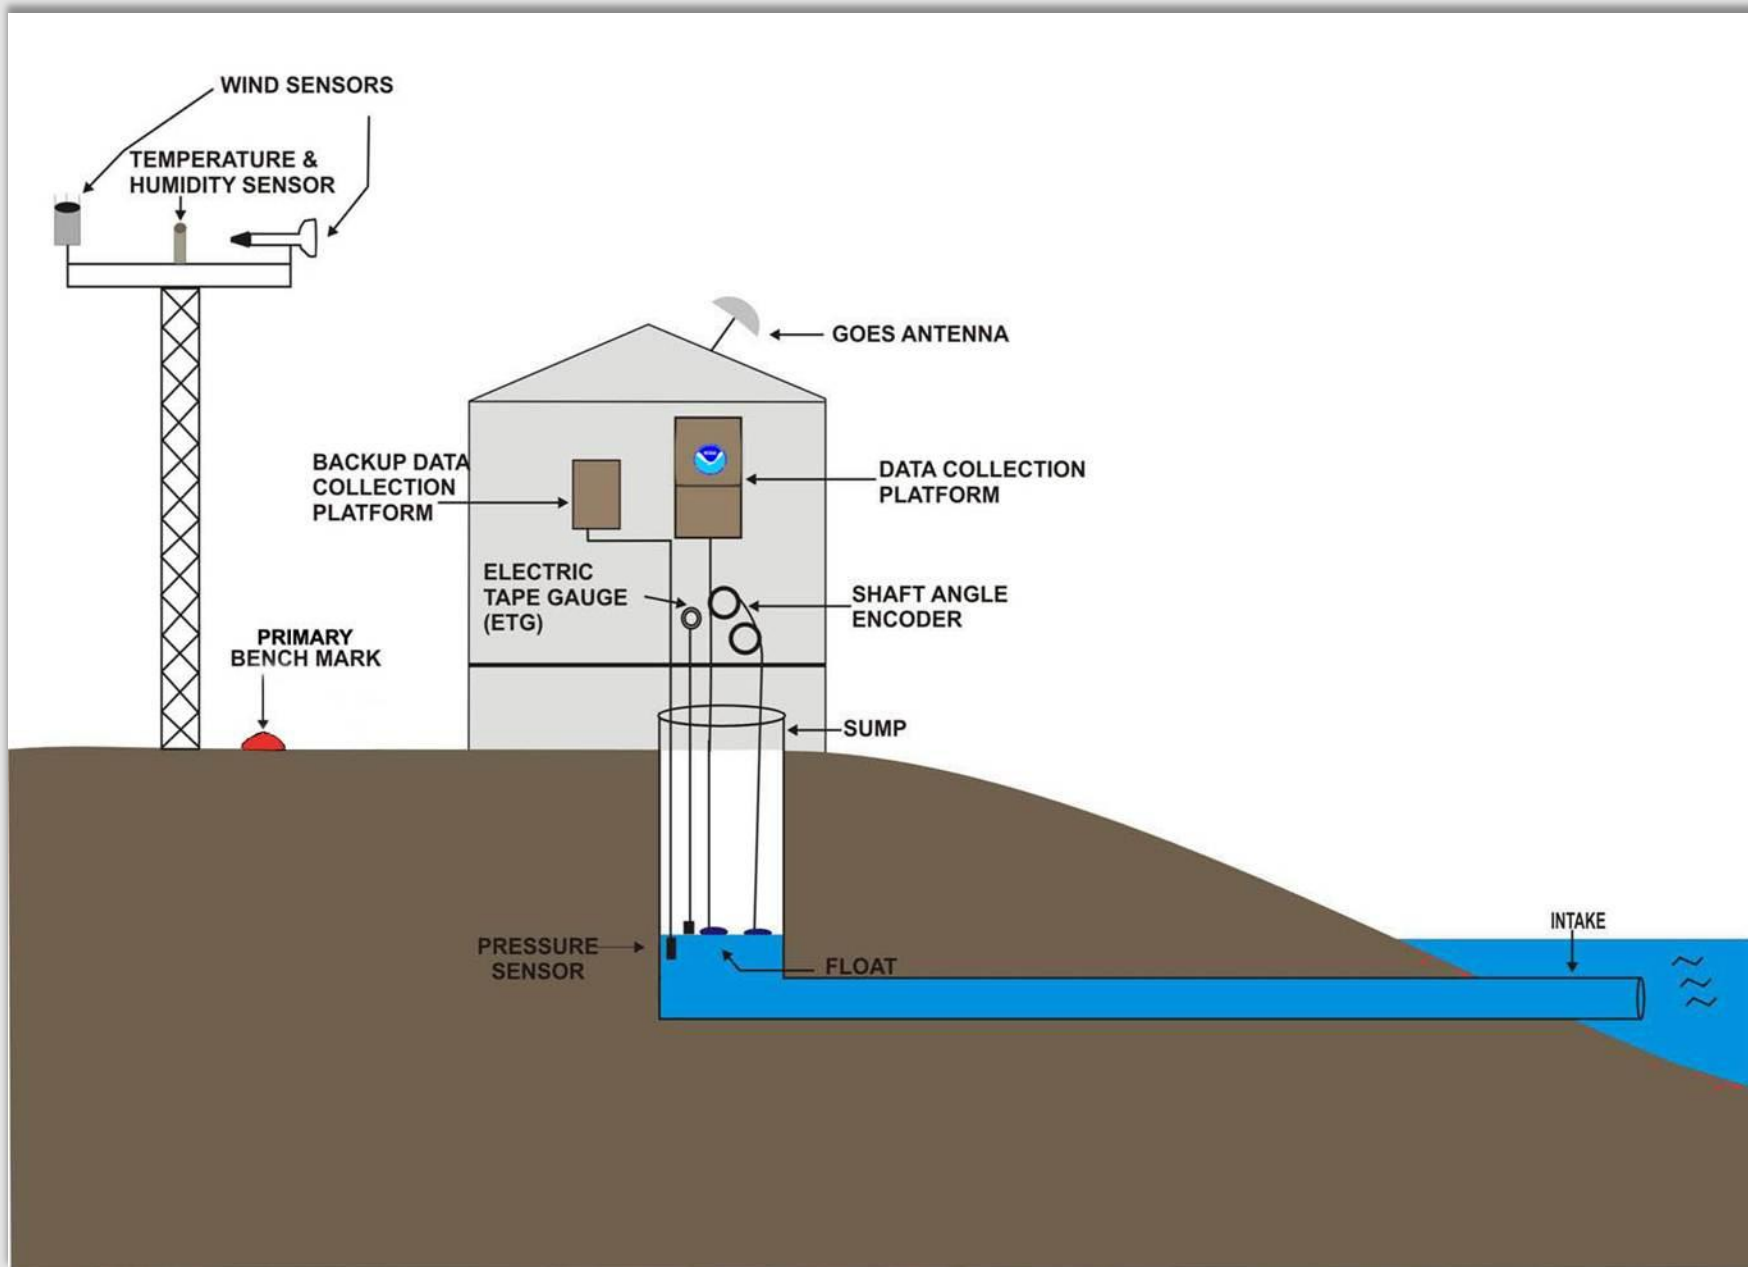 WIND SENSORS
TEMPERATURE &
HUMIDITY SENSOR
GOES ANTENNA
BACKUP DATA
COLLECTION
PLATFORM
DATA COLLECTION
PLATFORM
ELECTRIC
TAPE GAUGE
(ETG)
SHAFT ANGLE
ENCODER
PRIMARY
BENCH MARK
SUMP
INTAKE
PRESSURE
SENSOR
FLOAT